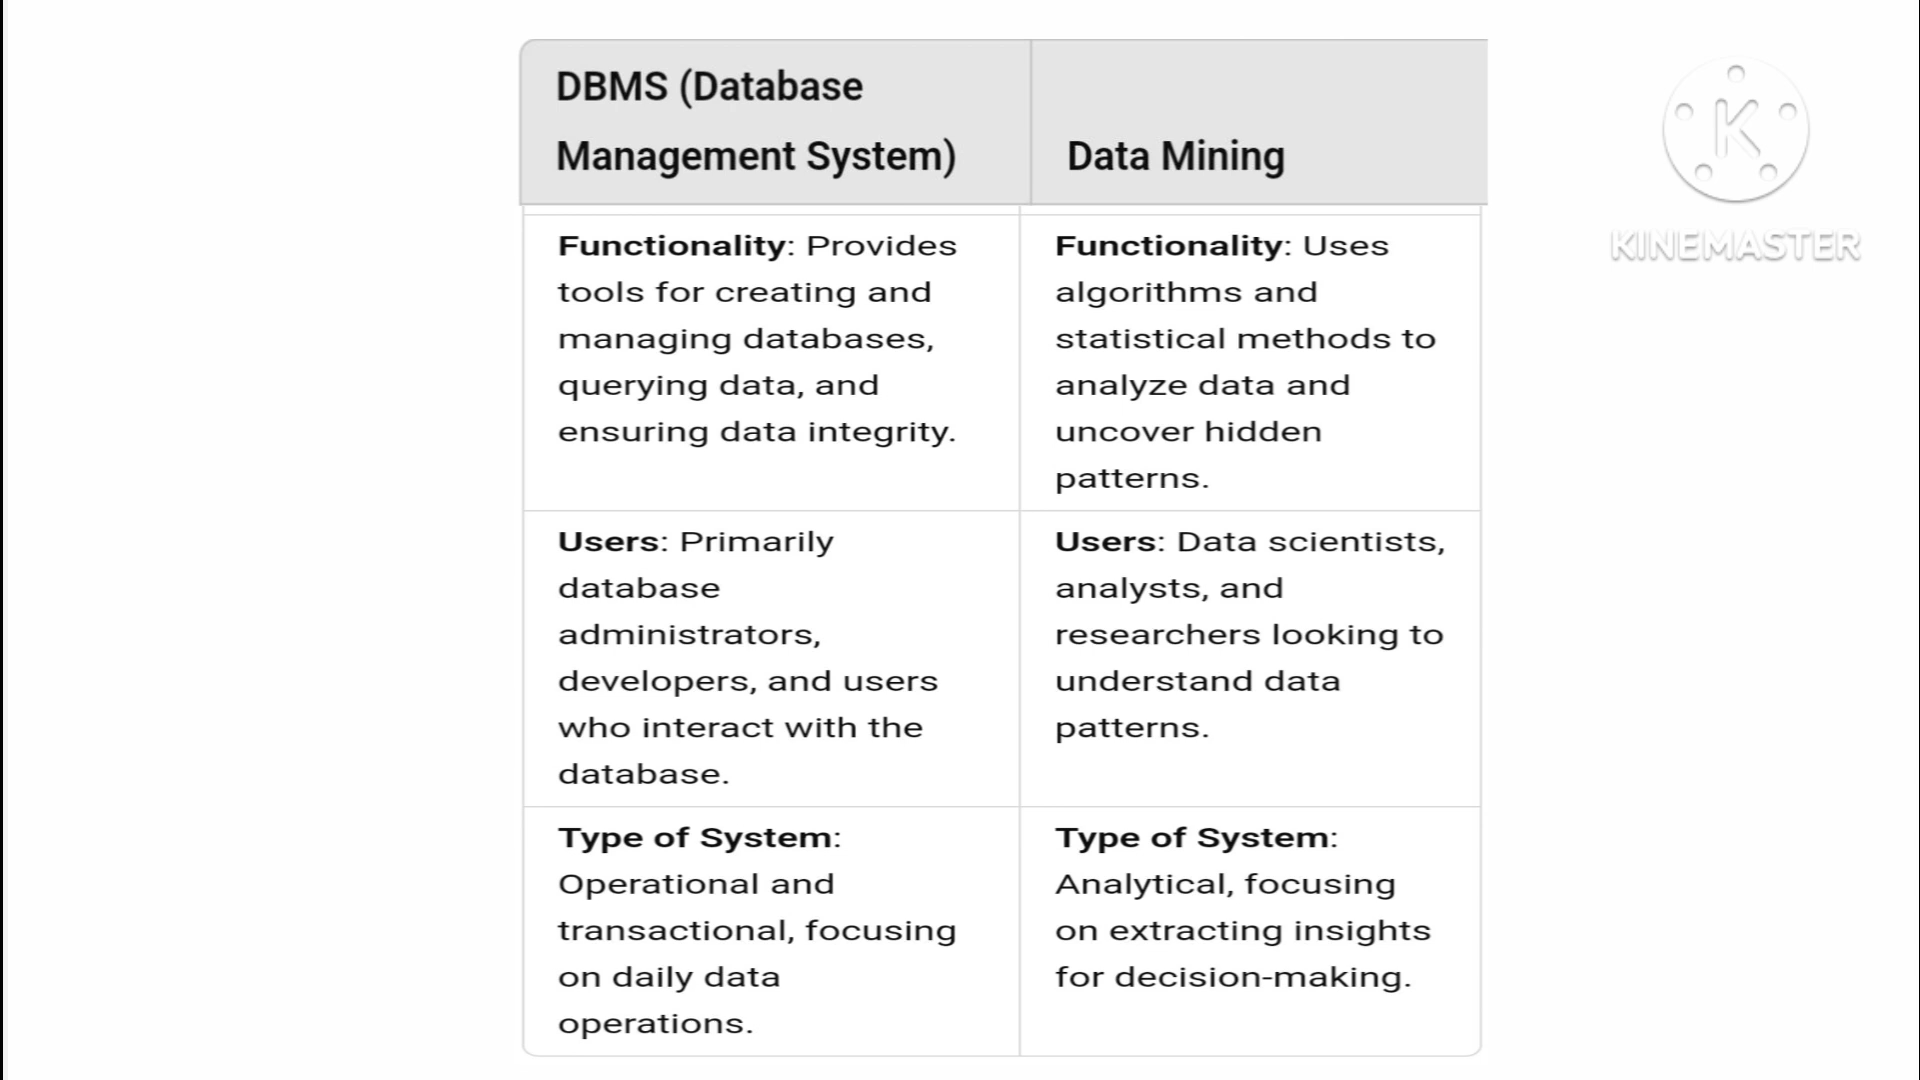 DBMS (Database
Management System)
Data Mining
Functionality: Provides
tools for creating and
managing databases,
querying data, and
ensuring data integrity.
Functionality: Uses
algorithms and
statistical methods to
analyze data and
uncover hidden
patterns.
Users: Primarily
database
administrators,
developers, and users
who interact with the
database.
Users: Data scientists,
analysts, and
researchers looking to
understand data
patterns.
Type of System:
Operational and
transactional, focusing
on daily data
operations.
Type of System:
Analytical, focusing
on extracting insights
for decision-making.
K
KINEMASTER